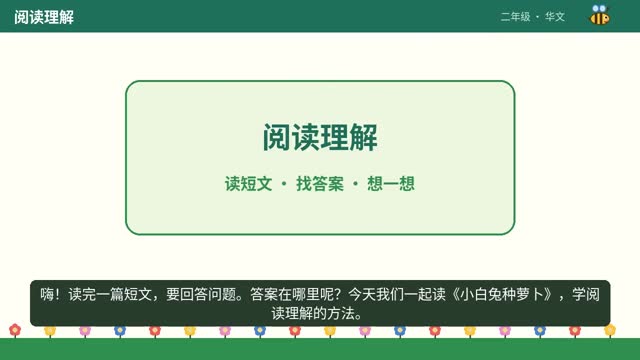 阅读理解
二年级 · 华文
阅读理解
读短文 · 找答案 · 想一想
嗨！读完一篇短文，要回答问题。答案在哪里呢？今天我们一起读《小白兔种萝卜》，学阅
读理解的方法。